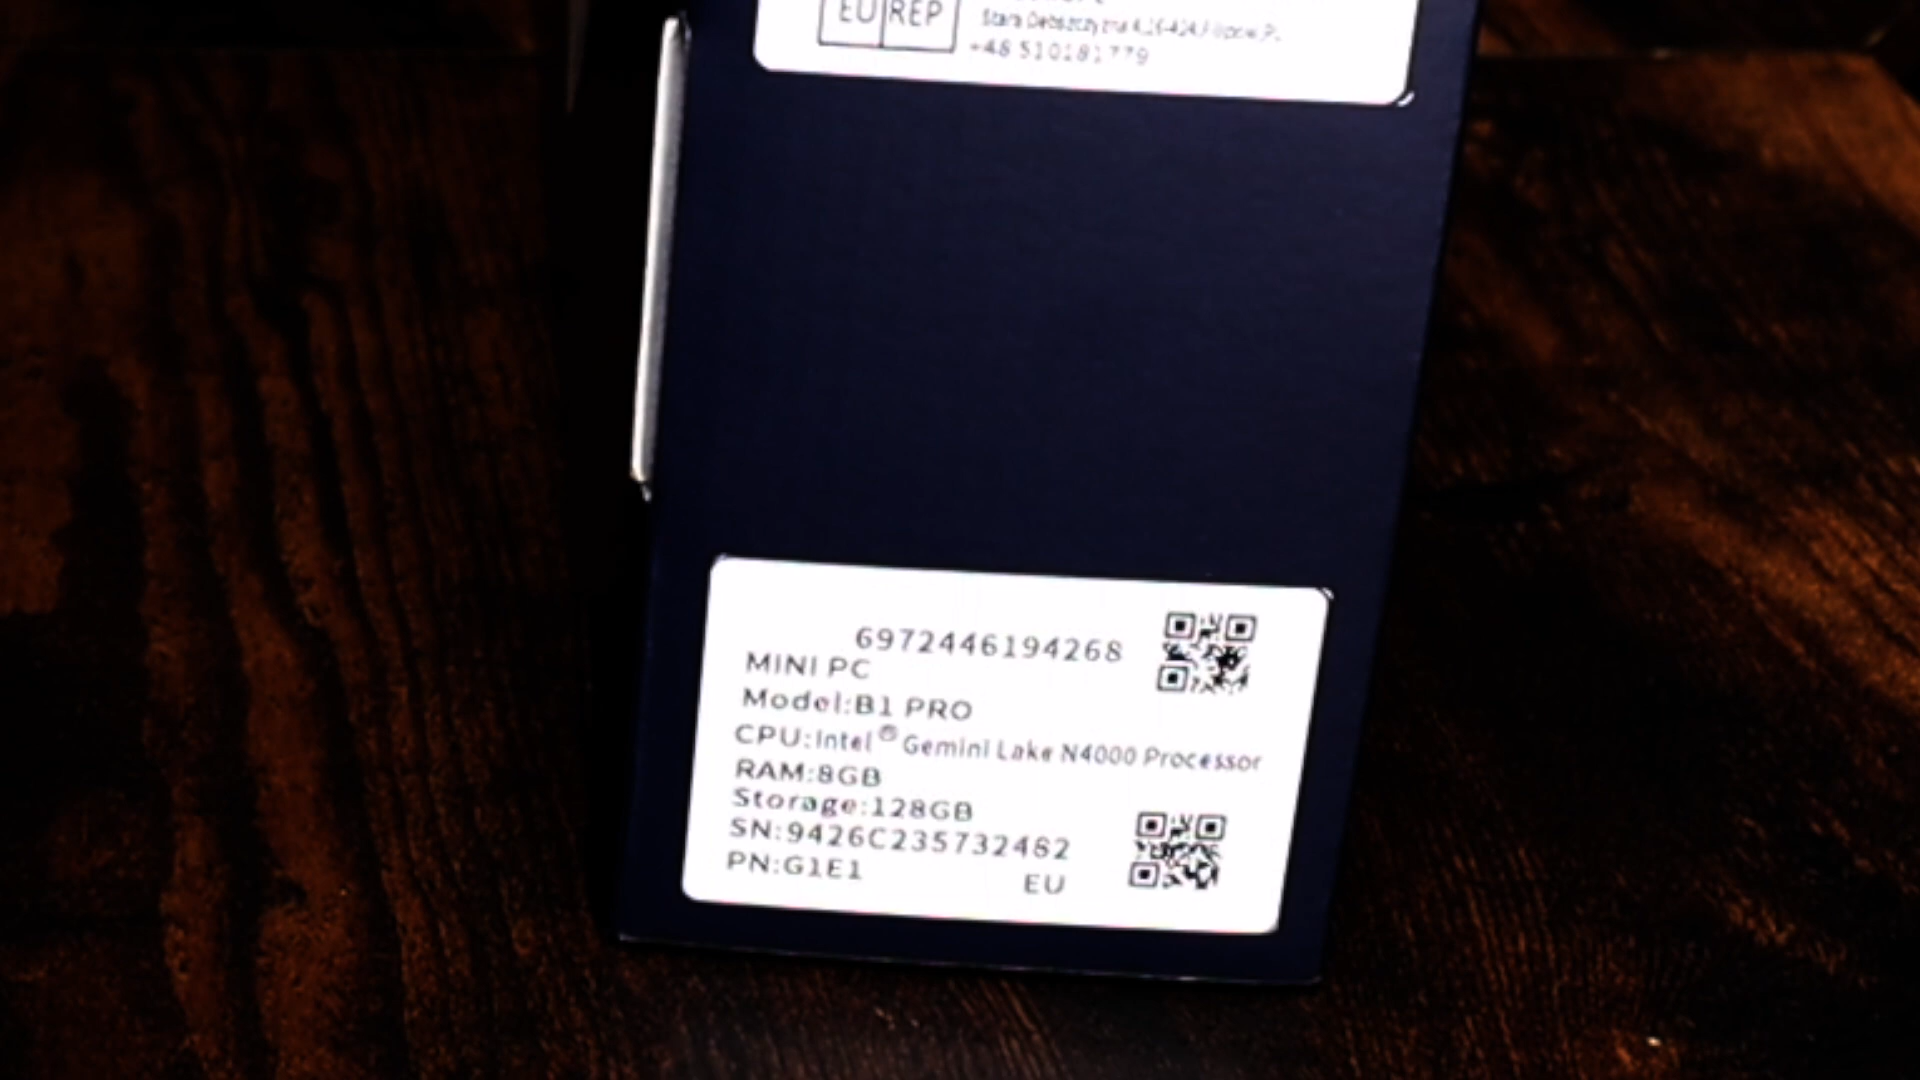 EU REP
+48 510181779
6972446194268
MINI PC
Model:B1 PRO
CPU:Intel® Gemini Lake N4000 Processor
RAM:8GB
Storage:128GB
SN:9426C235732482
PN:G1E1
EU